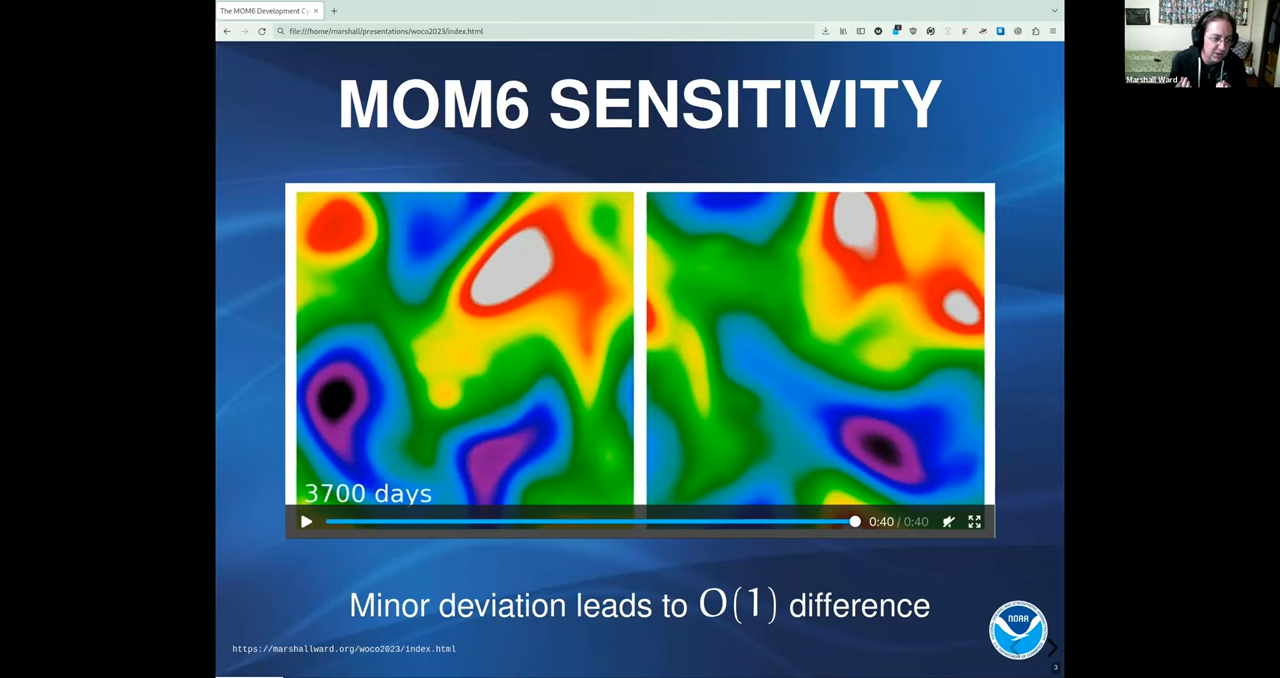 The MOM6 Development Cy
file:///home/marshall/presentations/woco2023/index.html
Marshall Ward
MOM6 SENSITIVITY
3700 days
0:40 / 0:40
Minor deviation leads to O(1) difference
NOAA
https://marshallward.org/woco2023/index.html
3